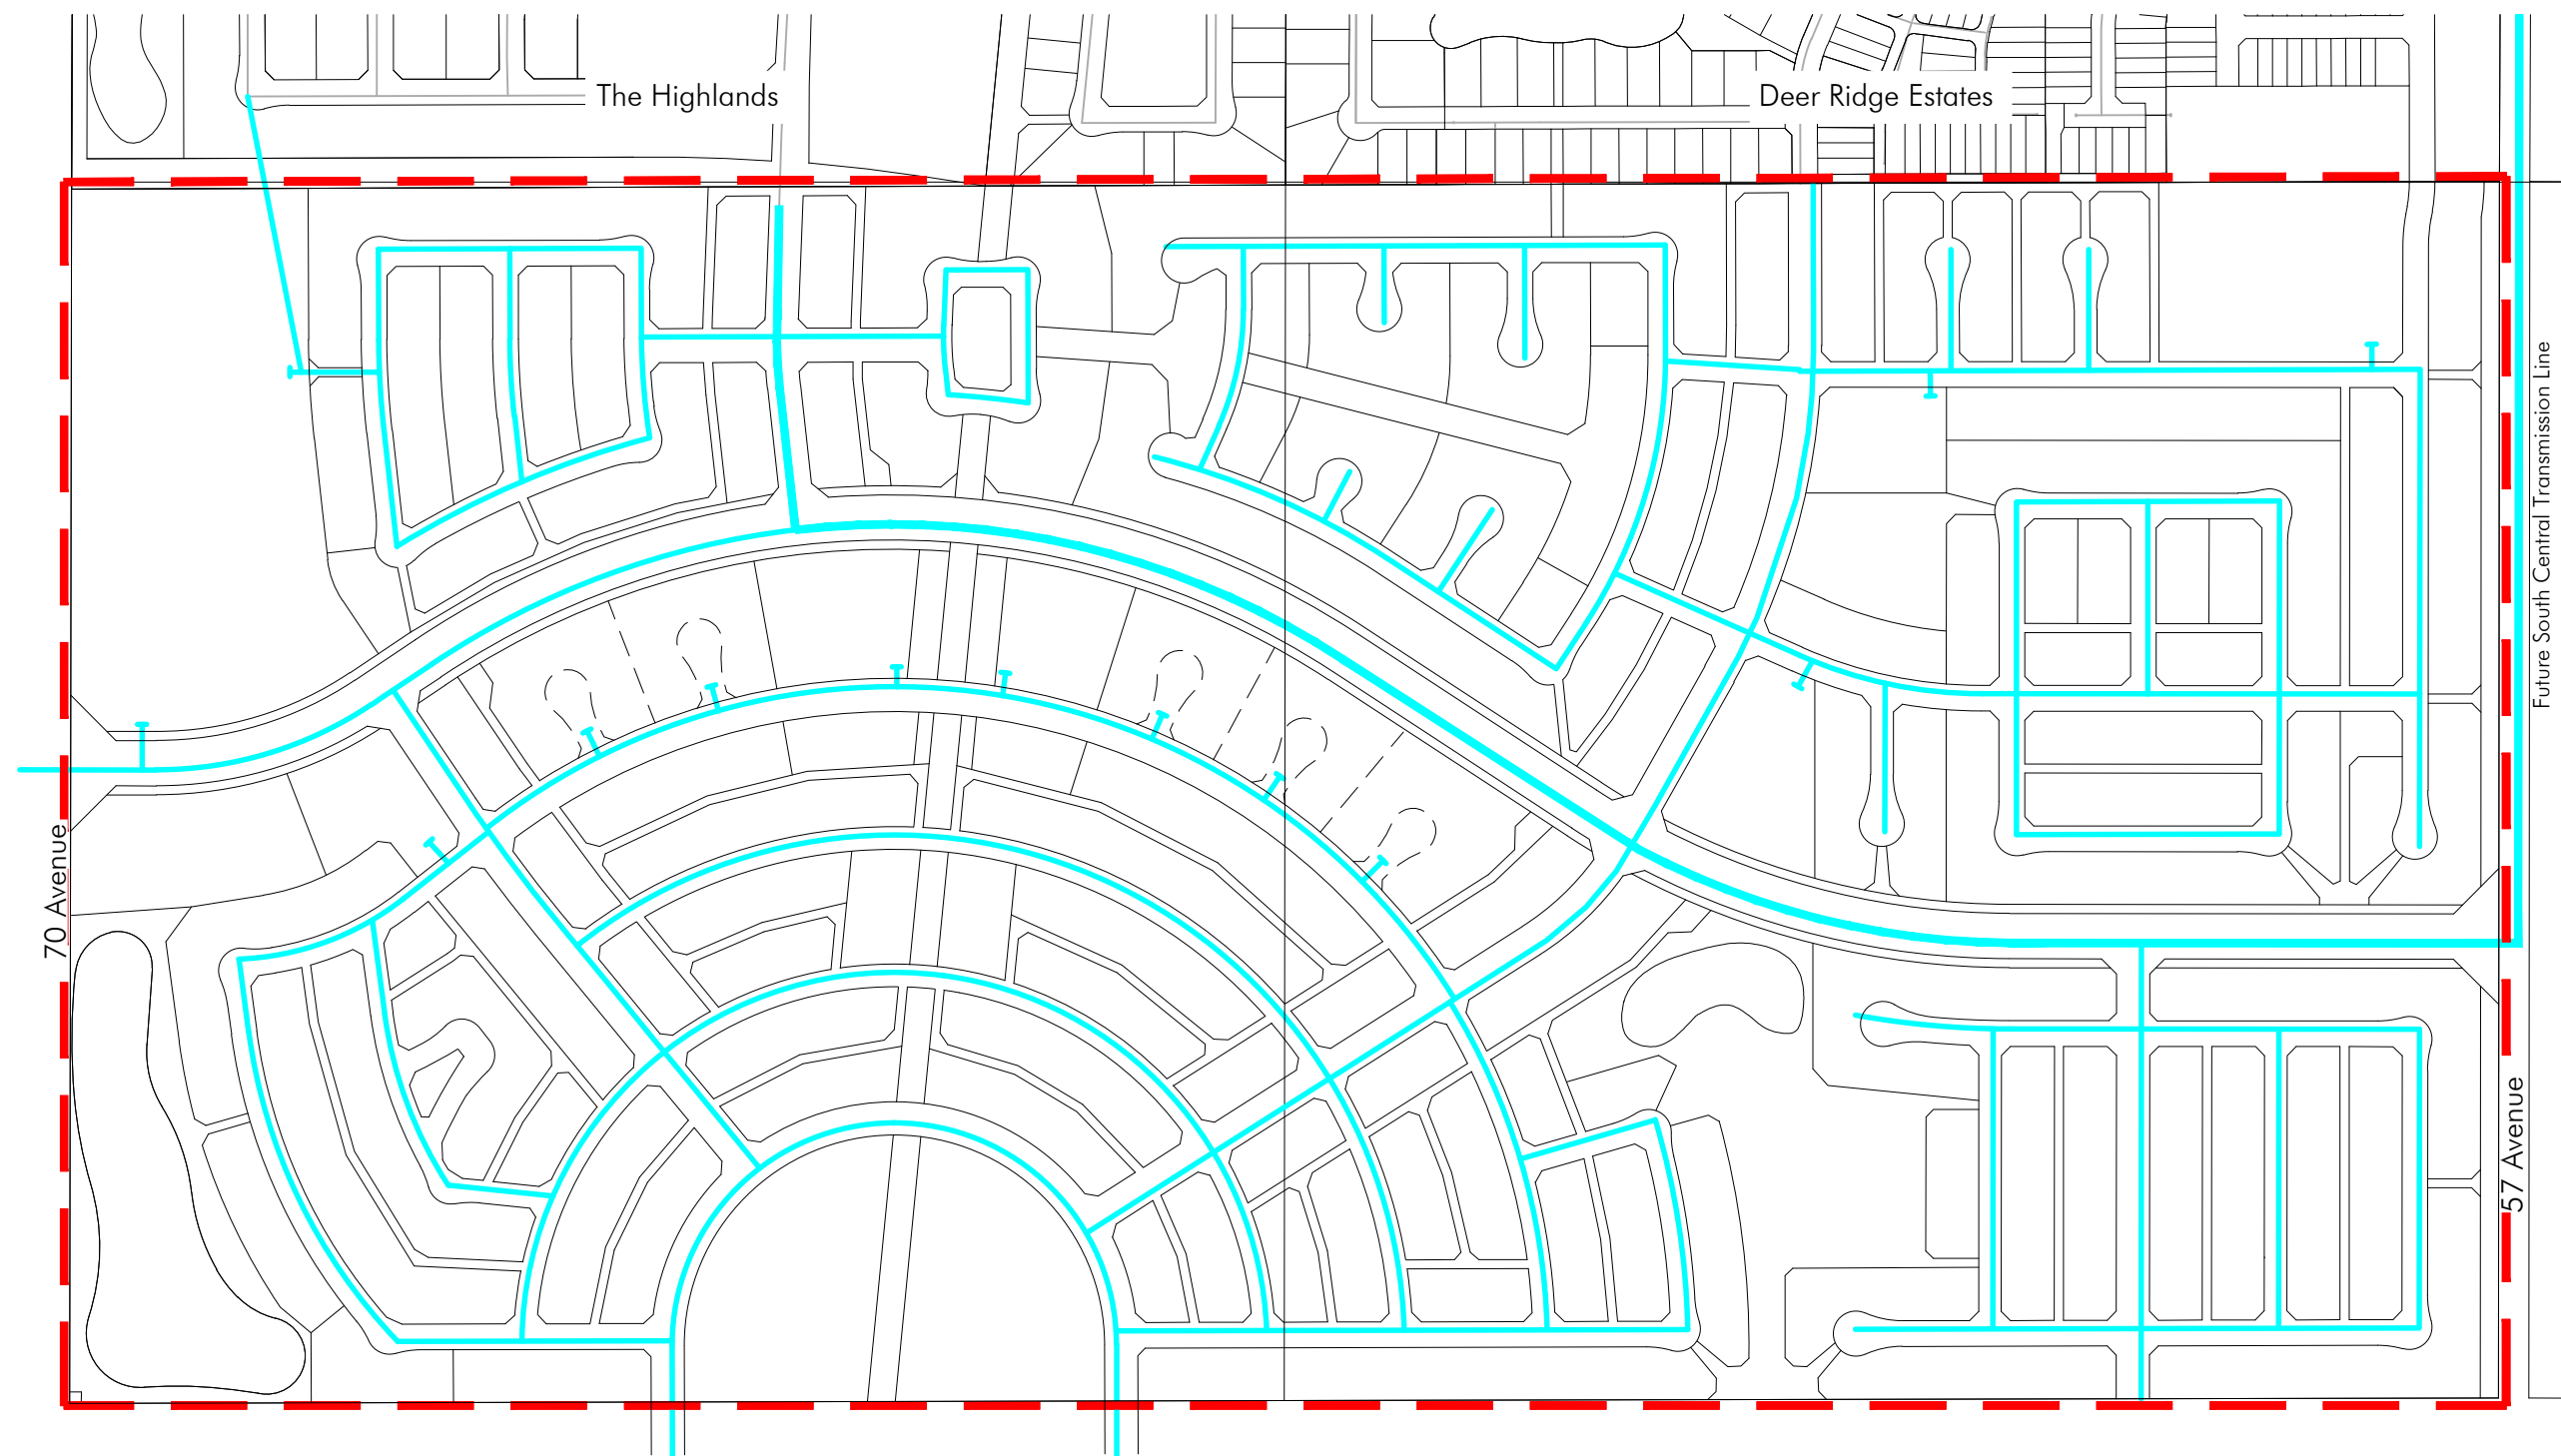 The Highlands
Deer Ridge Estates
Future South Central Transmission Line
70 Avenue
57 Avenue